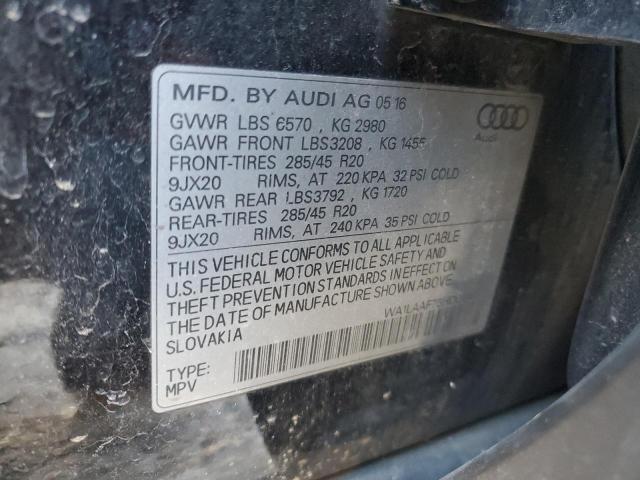 MFD. BY AUDI AG 05 16
GVWR LBS 6570 , KG 2980
GAWR FRONT LBS3208 , KG 1455
FRONT-TIRES 285/45 R20
9JX20 RIMS, AT 220 KPA 32 PSI COLD
GAWR REAR LBS3792 , KG 1720
REAR-TIRES 285/45 R20
9JX20 RIMS, AT 240 KPA 35 PSI COLD
THIS VEHICLE CONFORMS TO ALL APPLICABLE
U.S. FEDERAL MOTOR VEHICLE SAFETY AND
THEFT PREVENTION STANDARDS IN EFFECT ON
THE DATE OF MANUFACTURE SHOWN ABOVE.
SLOVAKIA
TYPE:
MPV
Audi